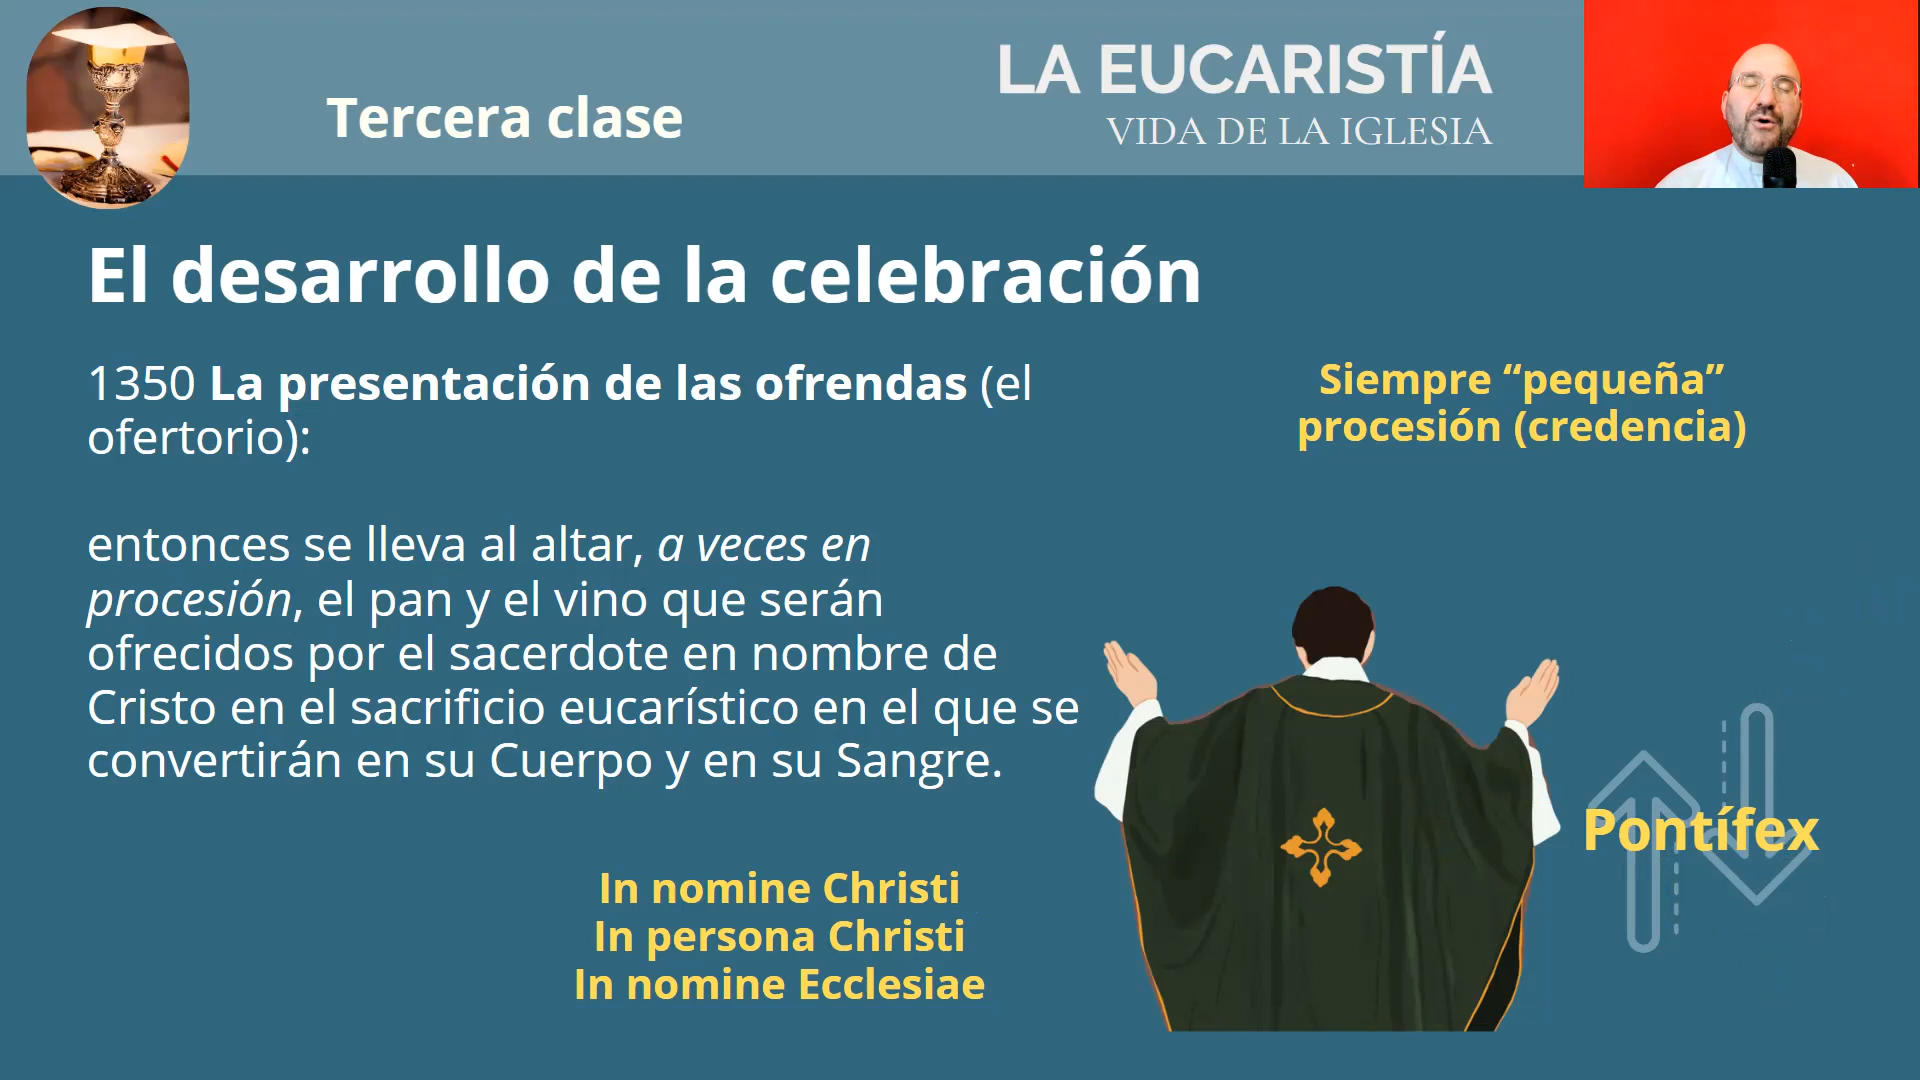 Tercera clase
LA EUCARISTÍA
VIDA DE LA IGLESIA
El desarrollo de la celebración
1350 La presentación de las ofrendas (el
ofertorio):
entonces se lleva al altar, a veces en
procesión, el pan y el vino que serán
ofrecidos por el sacerdote en nombre de
Cristo en el sacrificio eucarístico en el que se
convertirán en su Cuerpo y en su Sangre.
Siempre “pequeña”
procesión (credencia)
Pontífex
In nomine Christi
In persona Christi
In nomine Ecclesiae